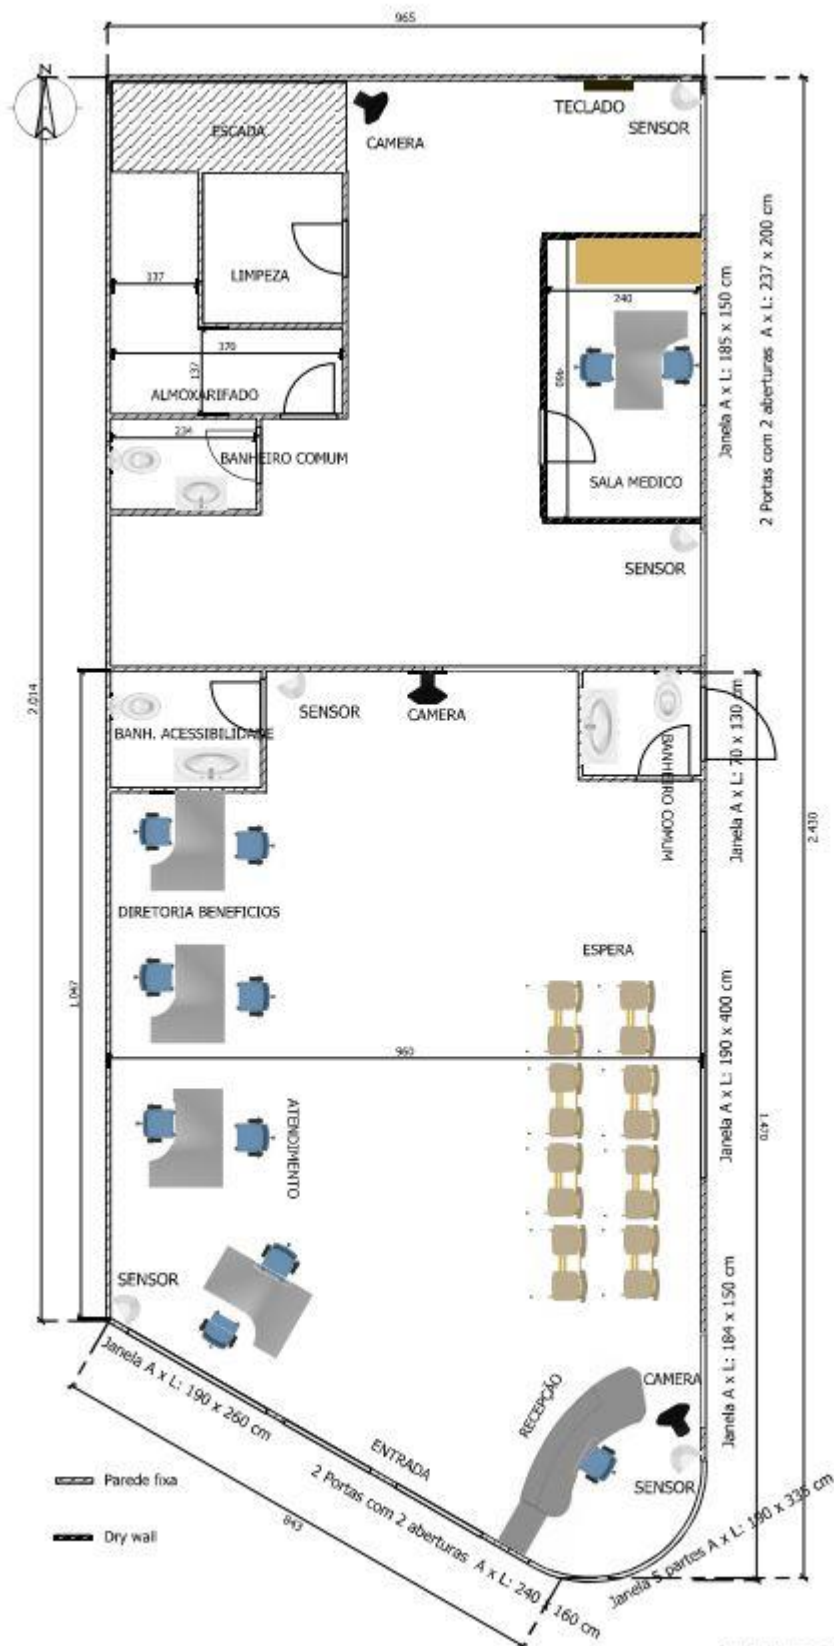 965
N
TECLADO
SENSOR
ESCADA
CAMERA
LIMPEZA
137
240
370
137
460
ALMOXARIFADO
234
BANHEIRO COMUM
SALA MEDICO
Janela A x L: 185 x 150 cm
2 Portas com 2 aberturas A x L: 237 x 200 cm
SENSOR
2.014
SENSOR
CAMERA
BANH. ACESSIBILIDADE
BANHEIRO COMUM
Janela A x L: 70 x 130 cm
2.430
DIRETORIA BENEFICIOS
ESPERA
1.047
960
Janela A x L: 190 x 400 cm
1.470
ATENDIMENTO
SENSOR
Janela A x L: 190 x 260 cm
RECEPÇÃO
CAMERA
Janela A x L: 184 x 150 cm
ENTRADA
SENSOR
2 Portas com 2 aberturas A x L: 240 x 160 cm
Janela 5 partes A x L: 190 x 335 cm
843
Parede fixa
Dry wall